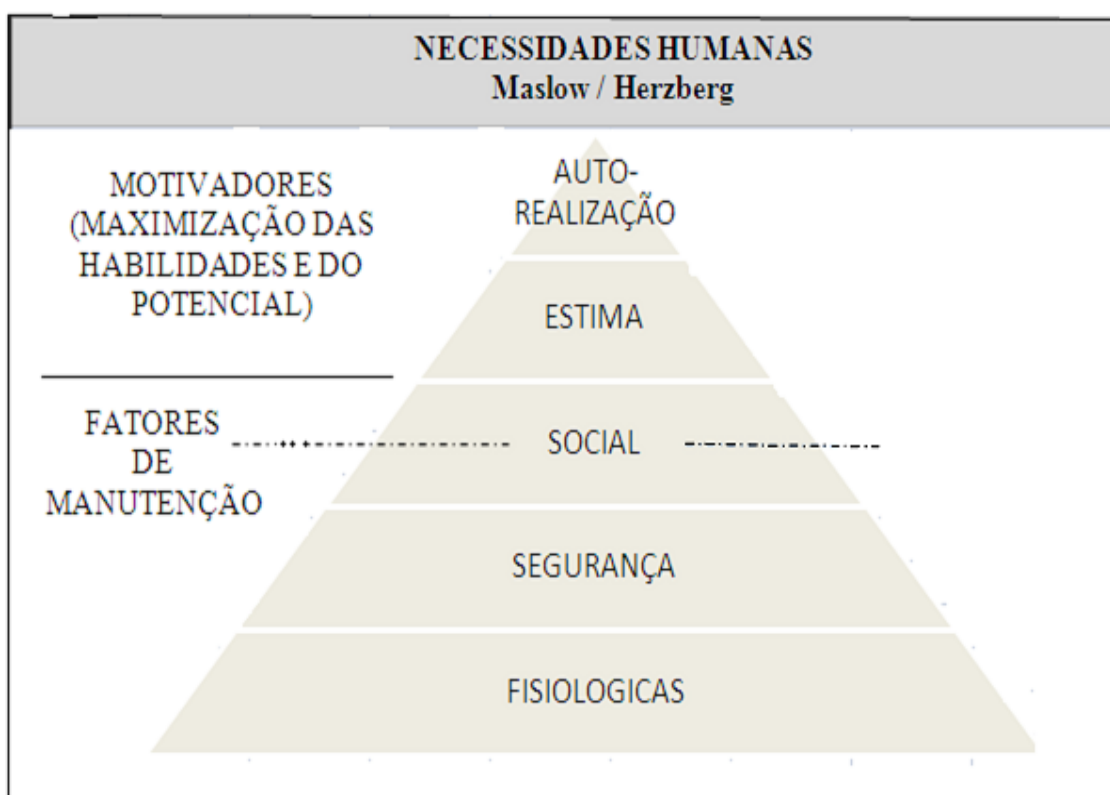 NECESSIDADES HUMANAS
Maslow / Herzberg
MOTIVADORES
(MAXIMIZAÇÃO DAS
HABILIDADES E DO
POTENCIAL)
FATORES
DE
MANUTENÇÃO
AUTO-
REALIZAÇÃO
ESTIMA
SOCIAL
SEGURANÇA
FISIOLOGICAS